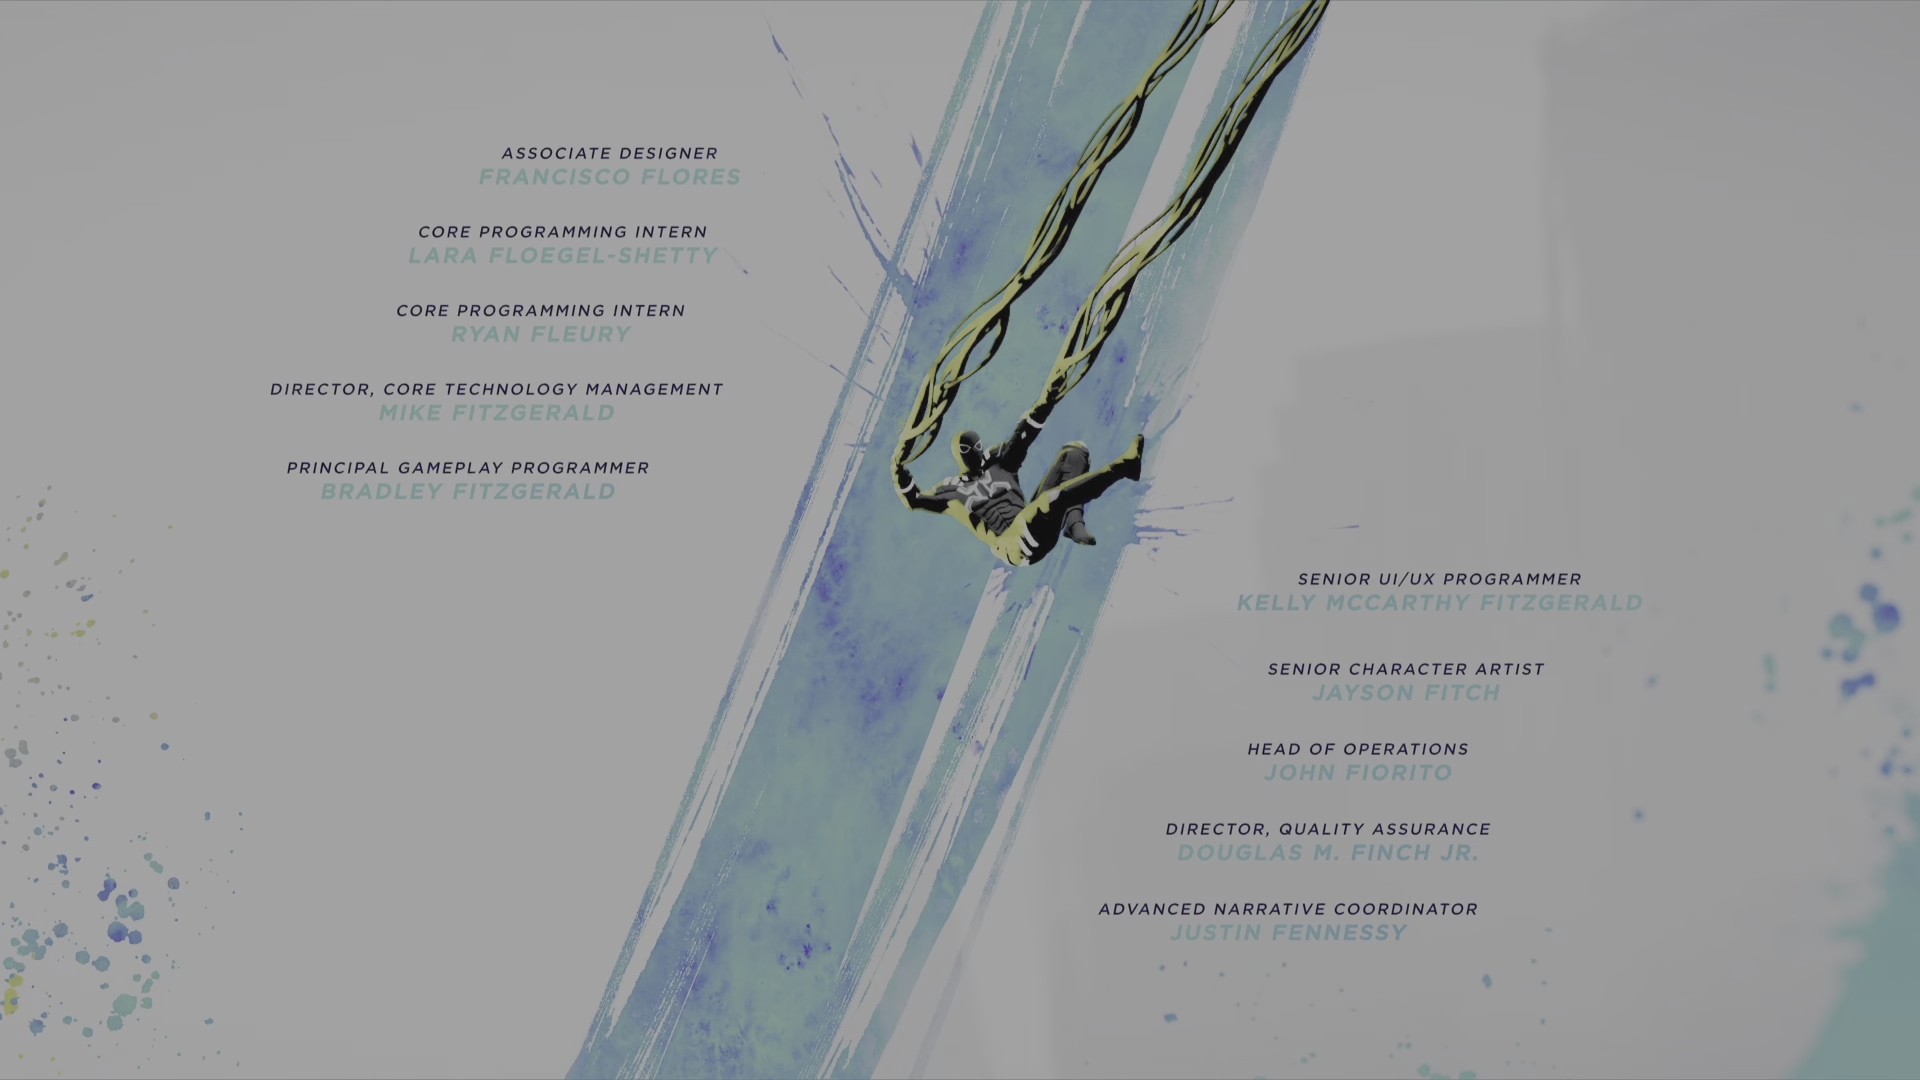 ASSOCIATE DESIGNER
FRANCISCO FLORES
CORE PROGRAMMING INTERN
LARA FLOEGEL-SHETTY
CORE PROGRAMMING INTERN
RYAN FLEURY
DIRECTOR, CORE TECHNOLOGY MANAGEMENT
MIKE FITZGERALD
PRINCIPAL GAMEPLAY PROGRAMMER
BRADLEY FITZGERALD
SENIOR UI/UX PROGRAMMER
KELLY MCCARTHY FITZGERALD
SENIOR CHARACTER ARTIST
JAYSON FITCH
HEAD OF OPERATIONS
JOHN FIORITO
DIRECTOR, QUALITY ASSURANCE
DOUGLAS M. FINCH JR.
ADVANCED NARRATIVE COORDINATOR
JUSTIN FENNESSY